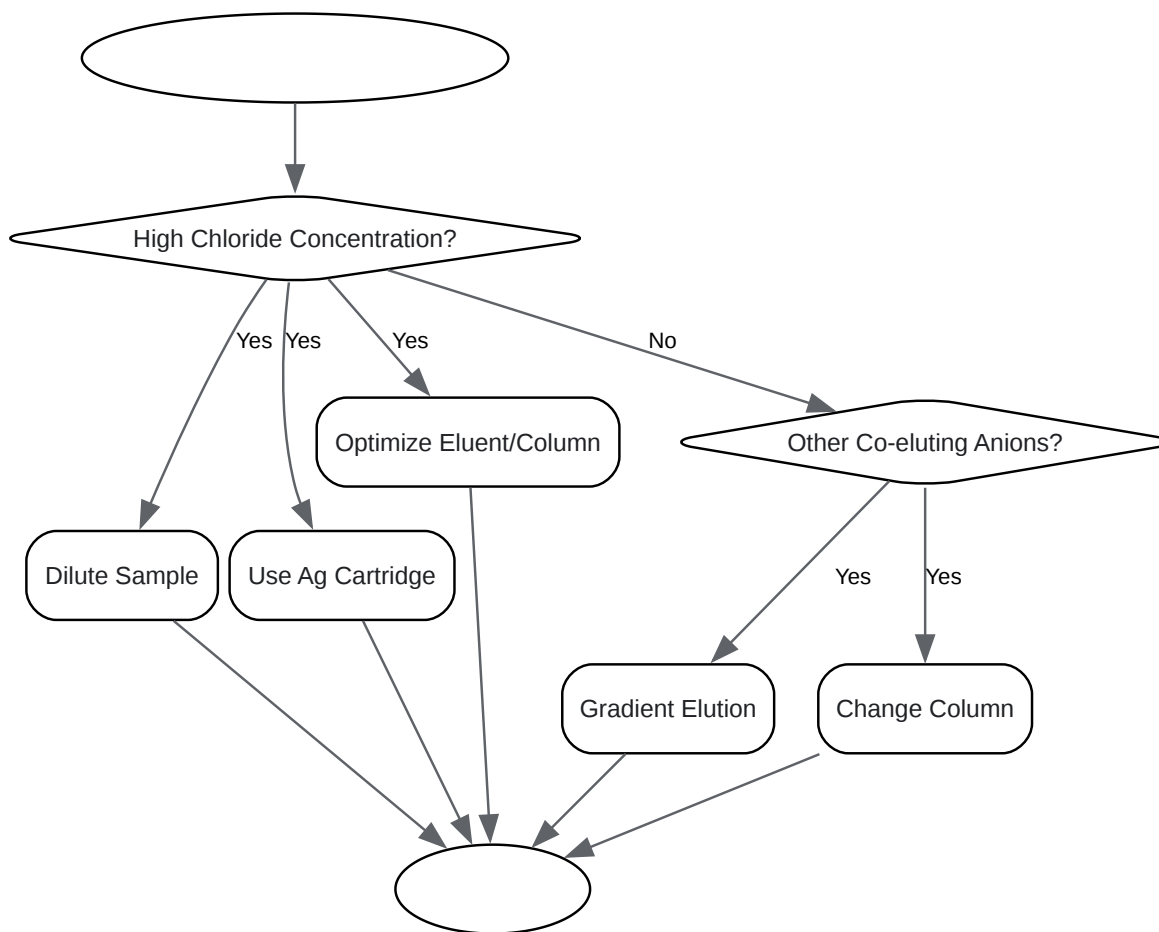 High Chloride Concentration?
Yes
Yes
Yes
No
Optimize Eluent/Column
Other Co-eluting Anions?
Dilute Sample
Use Ag Cartridge
Yes
Yes
Gradient Elution
Change Column